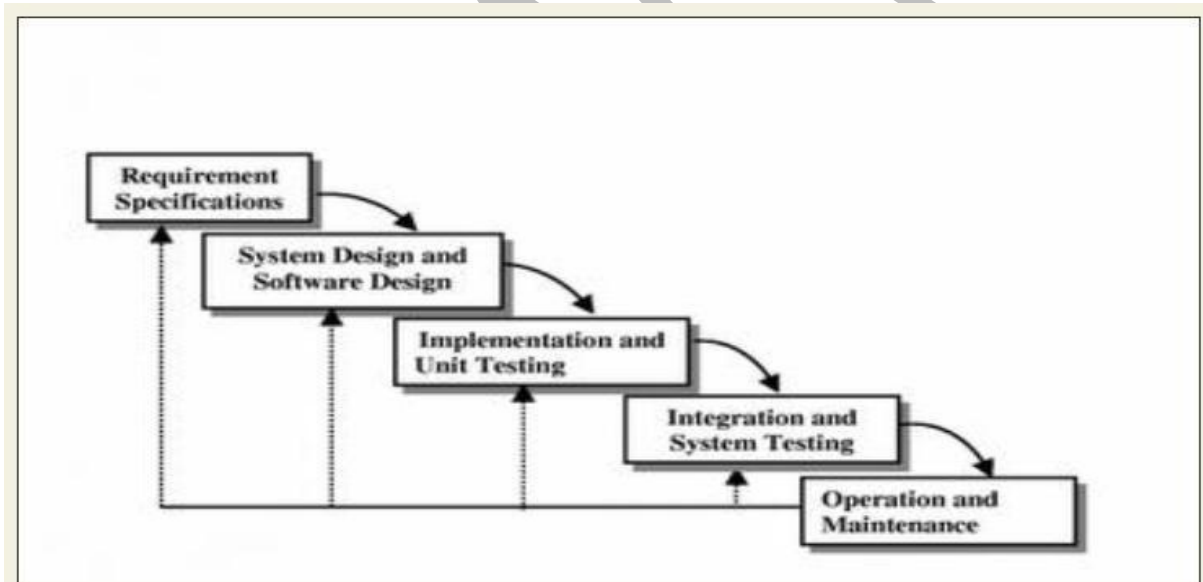 Requirement
Specifications
System Design and
Software Design
Implementation and
Unit Testing
Integration and
System Testing
Operation and
Maintenance